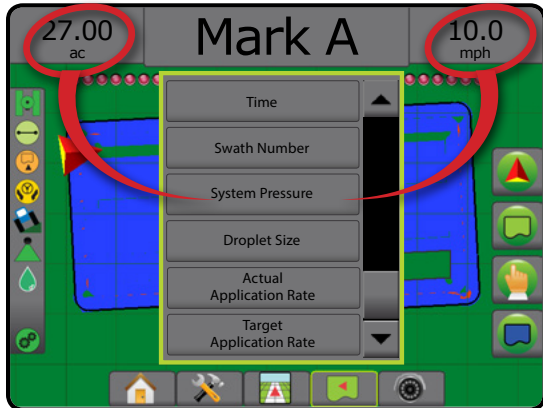 27.00
ac
Mark A
10.0
mph
Time
Swath Number
System Pressure
Droplet Size
Actual
Application Rate
Target
Application Rate